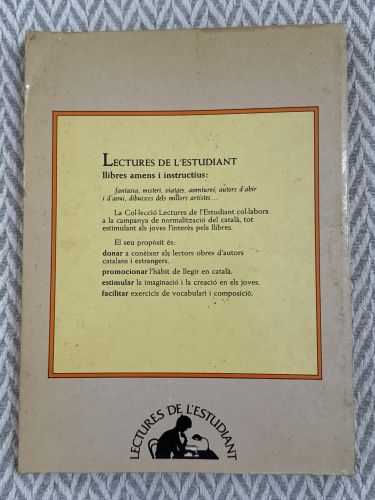 LECTURES DE L'ESTUDIANT
llibres amens i instructius:
fantasia, misteri, viatges, aventures, autors d'ahir
i d'avui, dibuixos dels millors artistes...
La Col·lecció Lectures de l'Estudiant col·labora
a la campanya de normalització del català, tot
estimulant als joves l'interès pels llibres.
El seu propòsit és:
donar a conèixer als lectors obres d'autors
catalans i estrangers.
promocionar l'hàbit de llegir en català.
estimular la imaginació i la creació en els joves.
facilitar exercicis de vocabulari i composició.
LECTURES DE L'ESTUDIANT